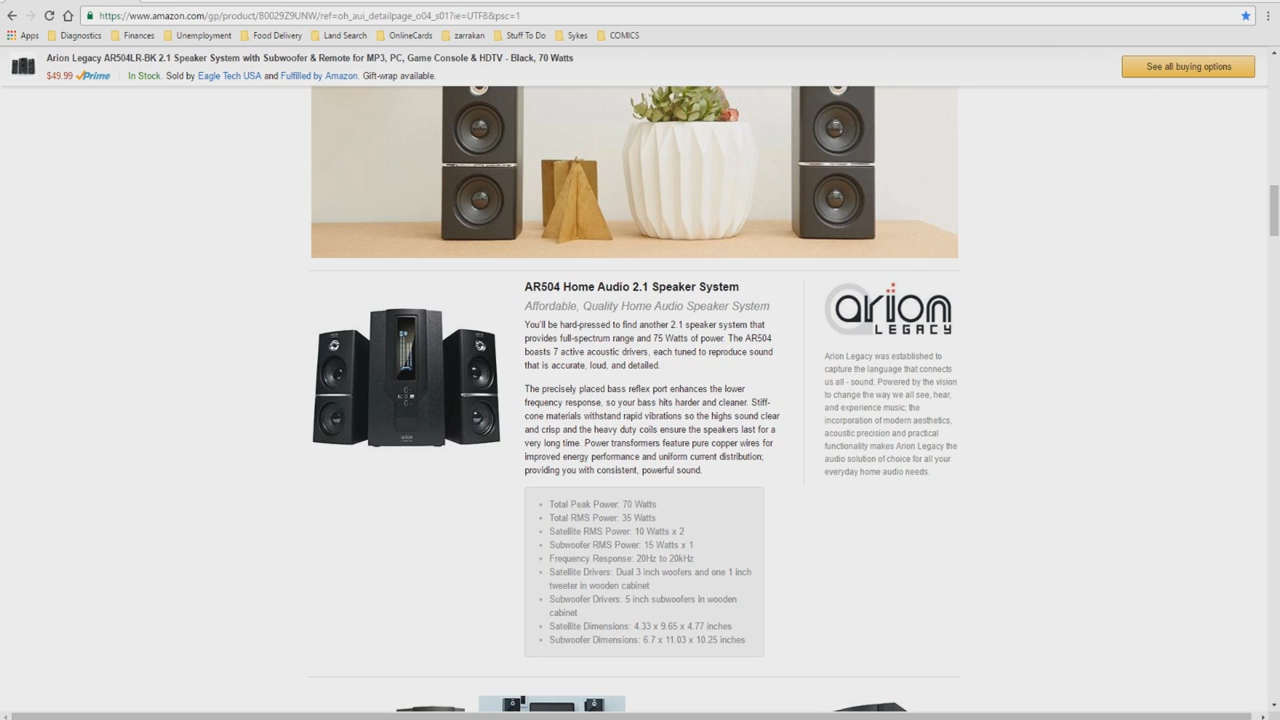 https://www.amazon.com/gp/product/B0029Z9UNW/ref=oh_aui_detailpage_o04_s01?ie=UTF8&psc=1
Apps Diagnostics Finances Unemployment Food Delivery Land Search OnlineCards zarrakan Stuff To Do Sykes COMICS
Arion Legacy AR504LR-BK 2.1 Speaker System with Subwoofer & Remote for MP3, PC, Game Console & HDTV - Black, 70 Watts
$49.99 Prime In Stock. Sold by Eagle Tech USA and Fulfilled by Amazon. Gift-wrap available.
See all buying options
AR504 Home Audio 2.1 Speaker System
Affordable, Quality Home Audio Speaker System
You'll be hard-pressed to find another 2.1 speaker system that
provides full-spectrum range and 75 Watts of power. The AR504
boasts 7 active acoustic drivers, each tuned to reproduce sound
that is accurate, loud, and detailed.
The precisely placed bass reflex port enhances the lower
frequency response, so your bass hits harder and cleaner. Stiff-
cone materials withstand rapid vibrations so the highs sound clear
and crisp and the heavy duty coils ensure the speakers last for a
very long time. Power transformers feature pure copper wires for
improved energy performance and uniform current distribution;
providing you with consistent, powerful sound.
• Total Peak Power: 70 Watts
• Total RMS Power: 35 Watts
• Satellite RMS Power: 10 Watts x 2
• Subwoofer RMS Power: 15 Watts x 1
• Frequency Response: 20Hz to 20kHz
• Satellite Drivers: Dual 3 inch woofers and one 1 inch
tweeter in wooden cabinet
• Subwoofer Drivers: 5 inch subwoofers in wooden
cabinet
• Satellite Dimensions: 4.33 x 9.65 x 4.77 inches
• Subwoofer Dimensions: 6.7 x 11.03 x 10.25 inches
arion
LEGACY
Arion Legacy was established to
capture the language that connects
us all - sound. Powered by the vision
to change the way we all see, hear,
and experience music; the
incorporation of modern aesthetics,
acoustic precision and practical
functionality makes Arion Legacy the
audio solution of choice for all your
everyday home audio needs.